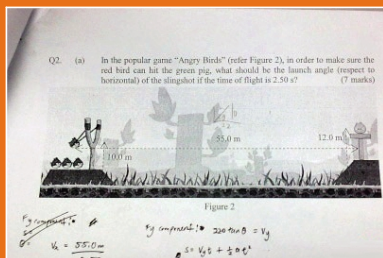 Q2. (a) In the popular game "Angry Birds" (refer Figure 2), in order to make sure the
red bird can hit the green pig, what should be the launch angle (respect to
horizontal) of the slingshot if the time of flight is 2.50 s? (7 marks)
55.0 m
12.0 m
10.0 m
Figure 2
component: 220 tan θ = Vy
Vx = 55.0m
S = Vyt + ½at²